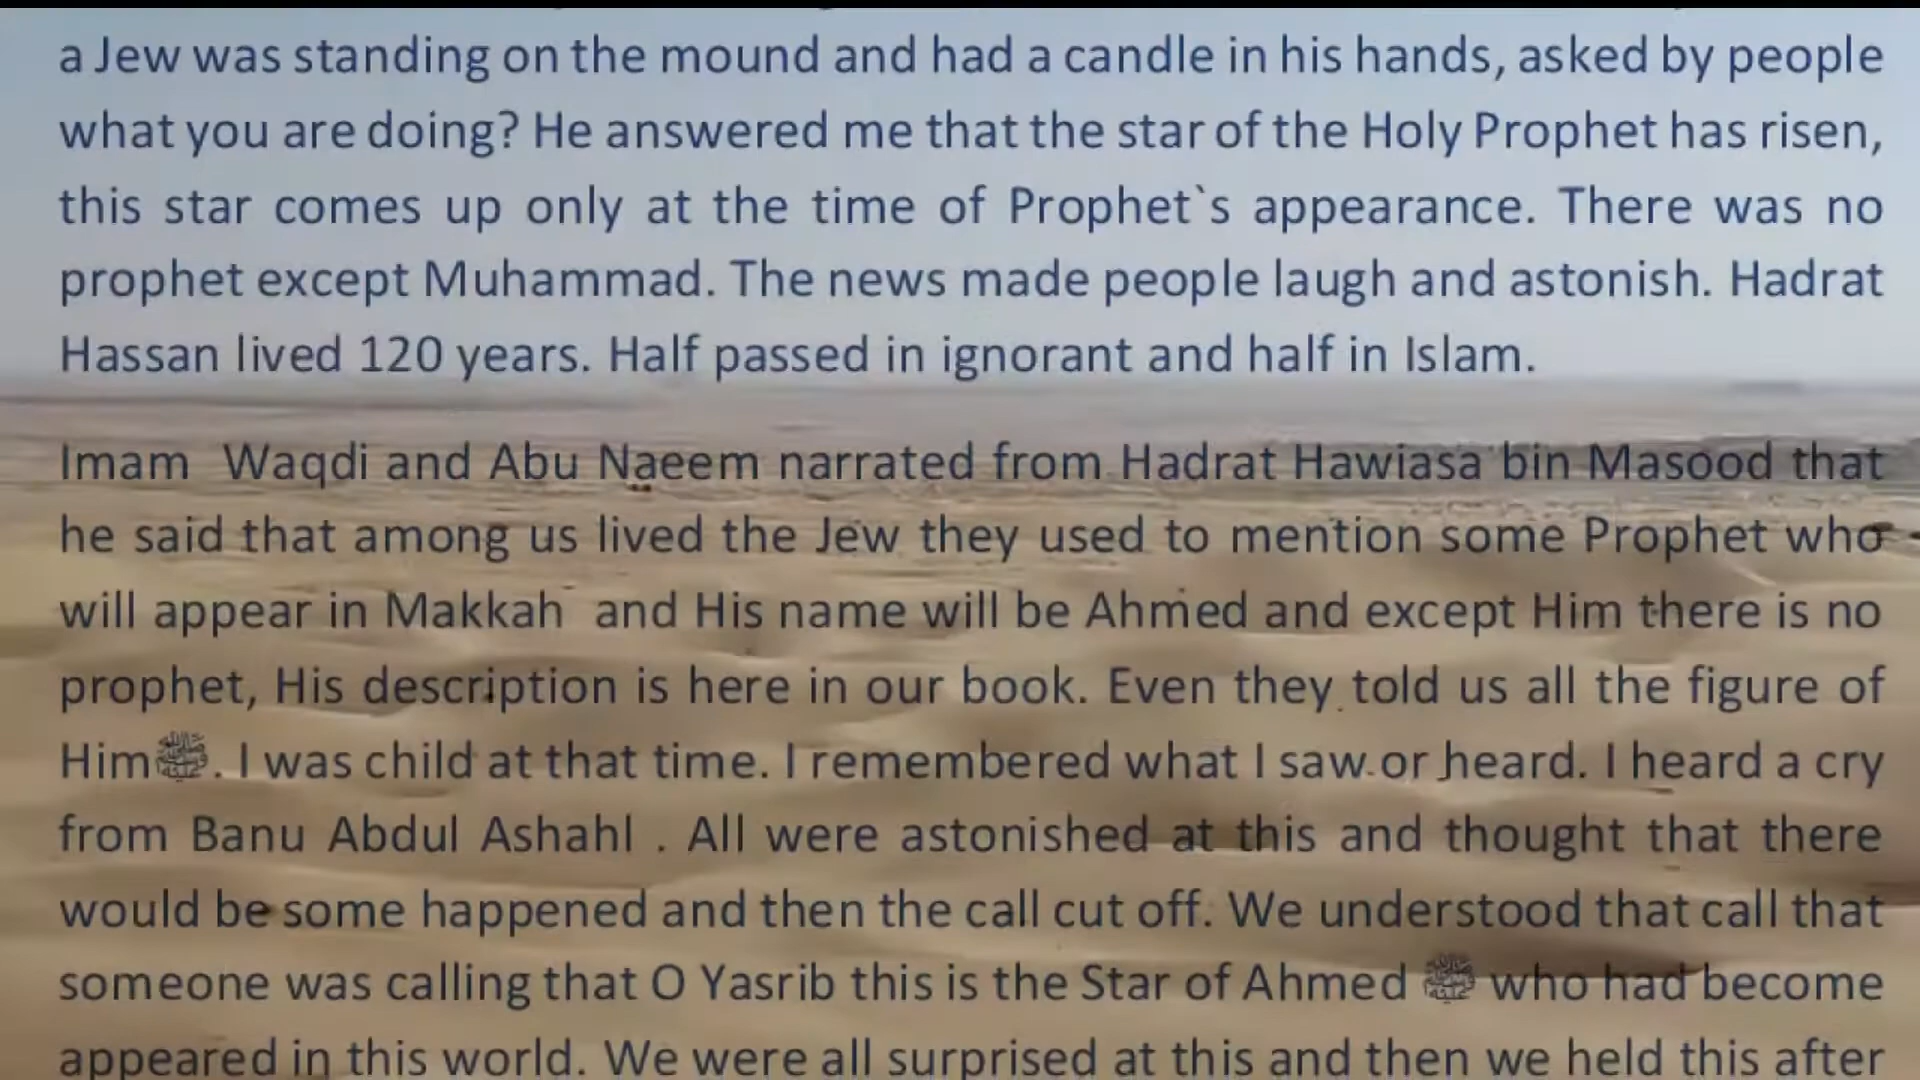 a Jew was standing on the mound and had a candle in his hands, asked by people
what you are doing? He answered me that the star of the Holy Prophet has risen,
this star comes up only at the time of Prophet`s appearance. There was no
prophet except Muhammad. The news made people laugh and astonish. Hadrat
Hassan lived 120 years. Half passed in ignorant and half in Islam.
Imam Waqdi and Abu Naeem narrated from Hadrat Hawiasa bin Masood that
he said that among us lived the Jew they used to mention some Prophet who
will appear in Makkah and His name will be Ahmed and except Him there is no
prophet, His description is here in our book. Even they told us all the figure of
Himﷺ. I was child at that time. I remembered what I saw or heard. I heard a cry
from Banu Abdul Ashahl . All were astonished at this and thought that there
would be some happened and then the call cut off. We understood that call that
someone was calling that O Yasrib this is the Star of Ahmed ﷺ who had become
appeared in this world. We were all surprised at this and then we held this after